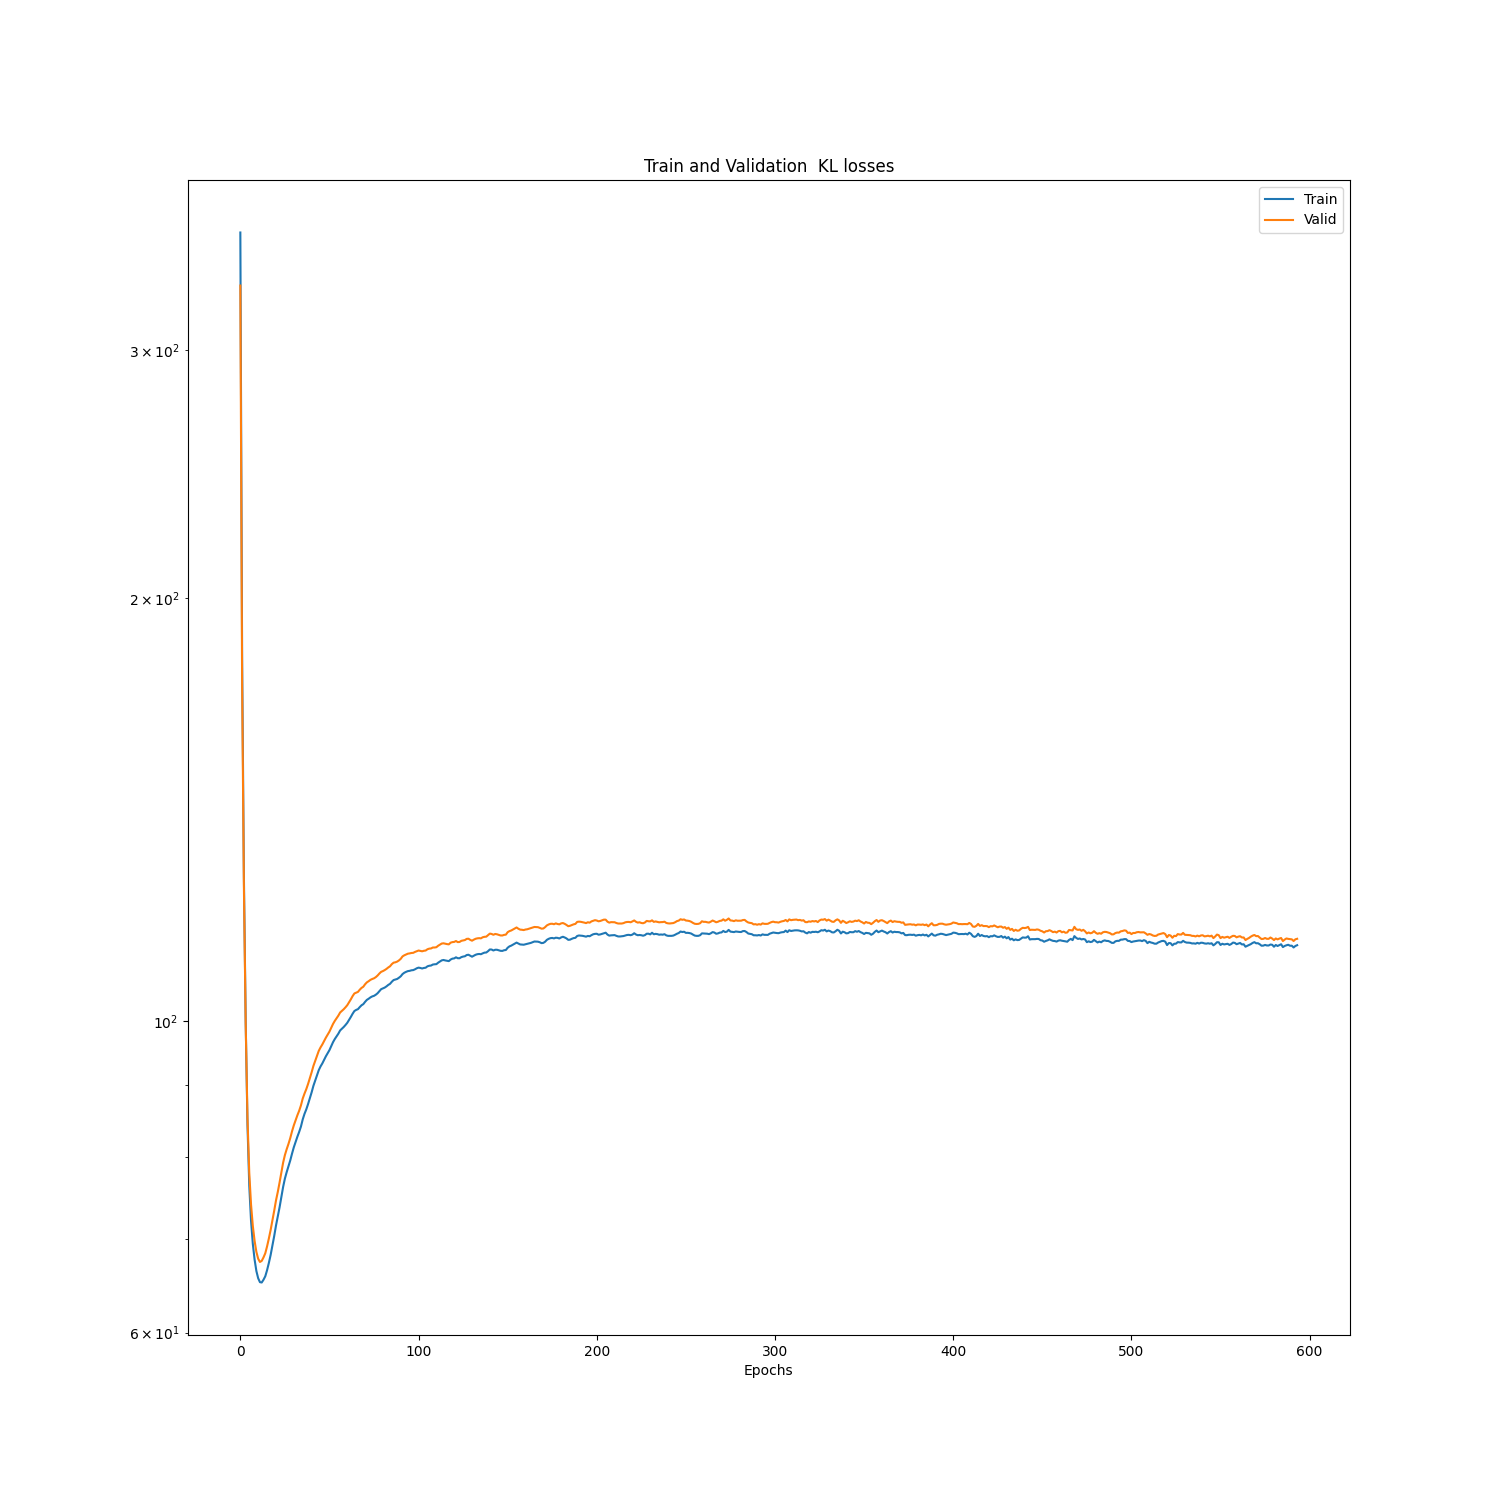 Train and Validation  KL losses
Train
Valid
3 × 10²
2 × 10²
10²
6 × 10¹
0 100 200 300 400 500 600
Epochs